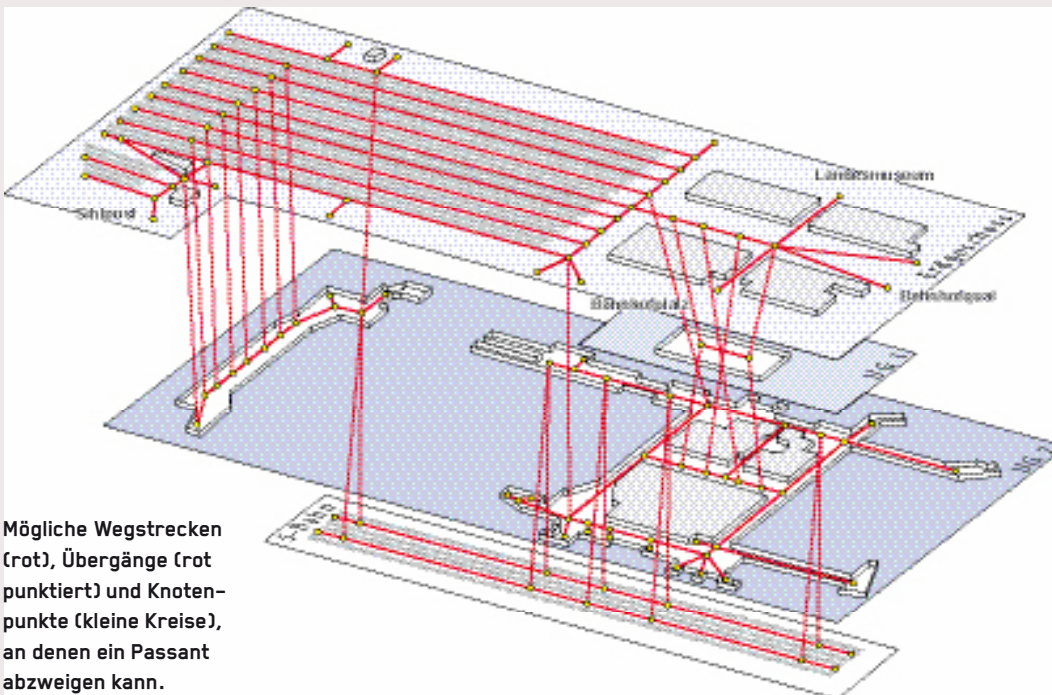 Landesmuseum
Sihlpost
Bahnhofplatz
Bahnhofquai
Mögliche Wegstrecken
(rot), Übergänge (rot
punktiert) und Knoten-
punkte (kleine Kreise),
an denen ein Passant
abzweigen kann.